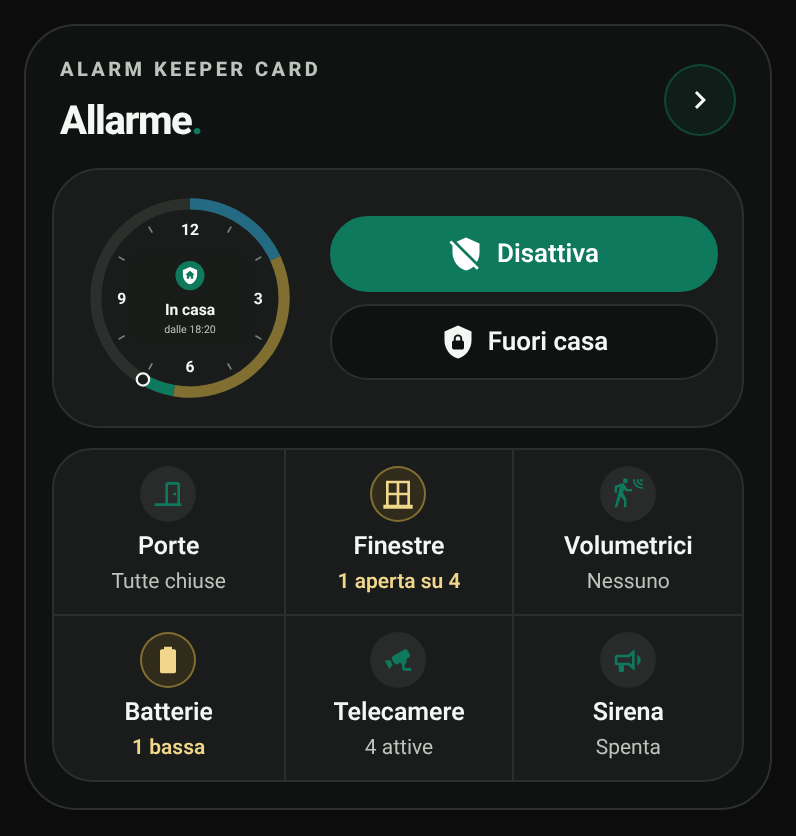 ALARM KEEPER CARD
Allarme.
12
9
3
6
In casa
dalle 18:20
Disattiva
Fuori casa
Porte
Tutte chiuse
Finestre
1 aperta su 4
Volumetrici
Nessuno
Batterie
1 bassa
Telecamere
4 attive
Sirena
Spenta